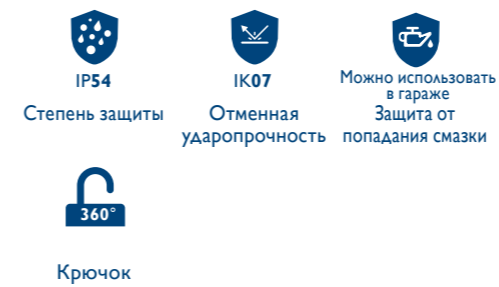 IP54
Степень защиты
IK07
Отменная
ударопрочность
Можно использовать
в гараже
Защита от
попадания смазки
360°
Крючок